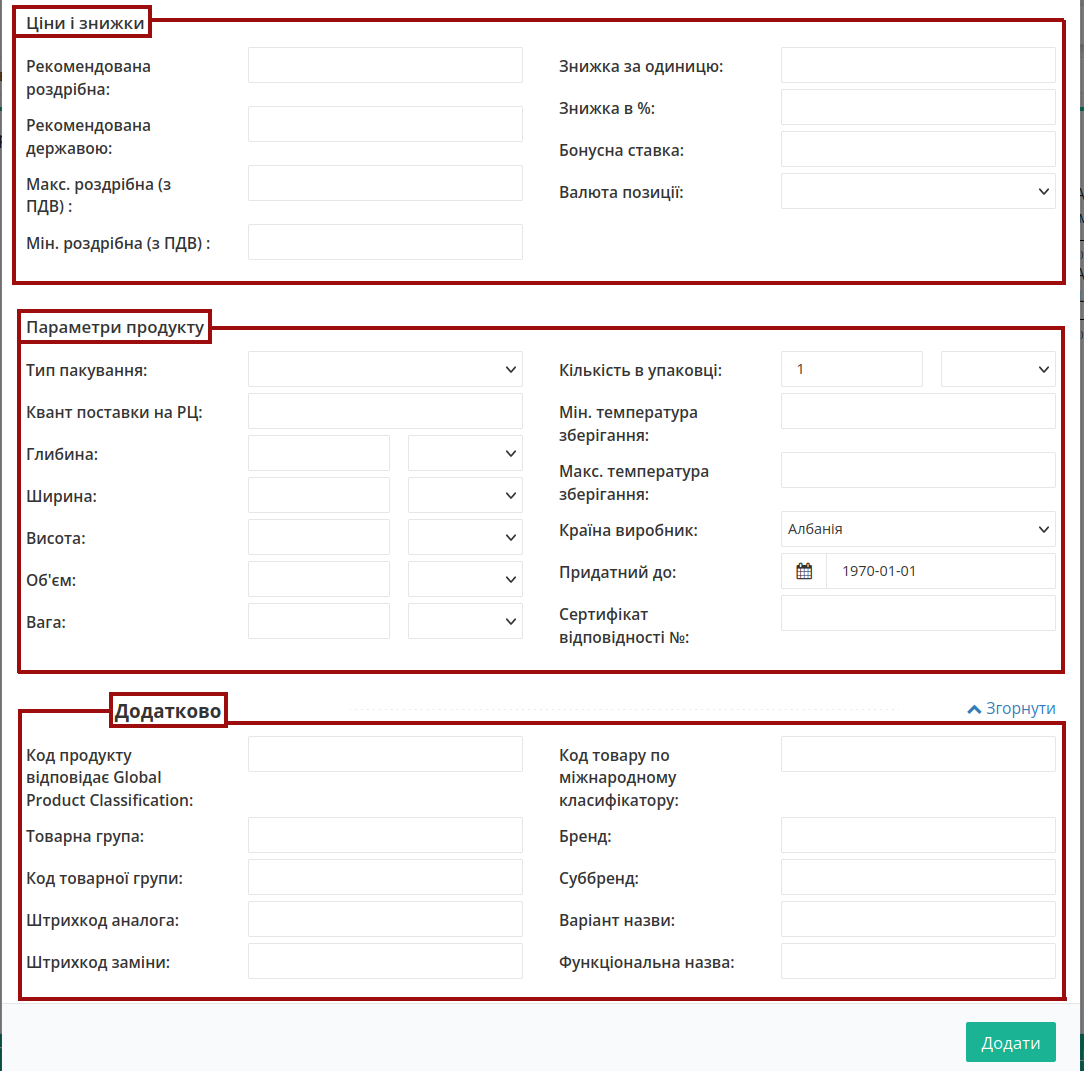 Ціни і знижки
Рекомендована
роздрібна:
Рекомендована
державою:
Макс. роздрібна (з
ПДВ) :
Мін. роздрібна (з ПДВ) :
Знижка за одиницю:
Знижка в %:
Бонусна ставка:
Валюта позиції:
Параметри продукту
Тип пакування:
Квант поставки на РЦ:
Глибина:
Ширина:
Висота:
Об'єм:
Вага:
Кількість в упаковці: 1
Мін. температура
зберігання:
Макс. температура
зберігання:
Країна виробник: Албанія
Придатний до: 1970-01-01
Сертифікат
відповідності №:
Додатково
Згорнути
Код продукту
відповідає Global
Product Classification:
Товарна група:
Код товарної групи:
Штрихкод аналога:
Штрихкод заміни:
Код товару по
міжнародному
класифікатору:
Бренд:
Суббренд:
Варіант назви:
Функціональна назва:
Додати